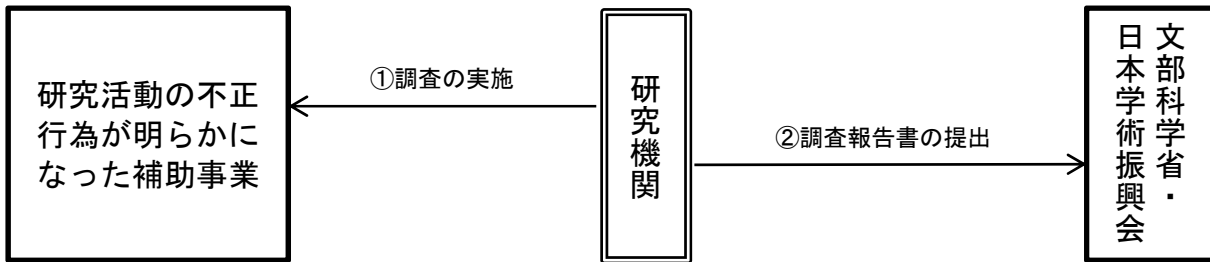 研究活動の不正
行為が明らかに
なった補助事業
①調査の実施
研究機関
②調査報告書の提出
文部科学省・
日本学術振興会